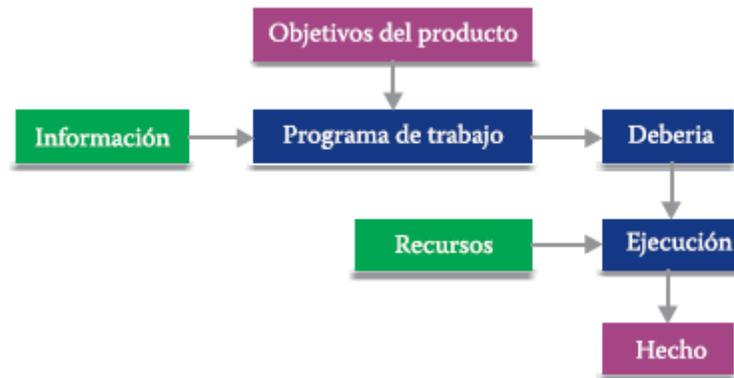 Objetivos del producto
Información
Programa de trabajo
Deberia
Recursos
Ejecución
Hecho